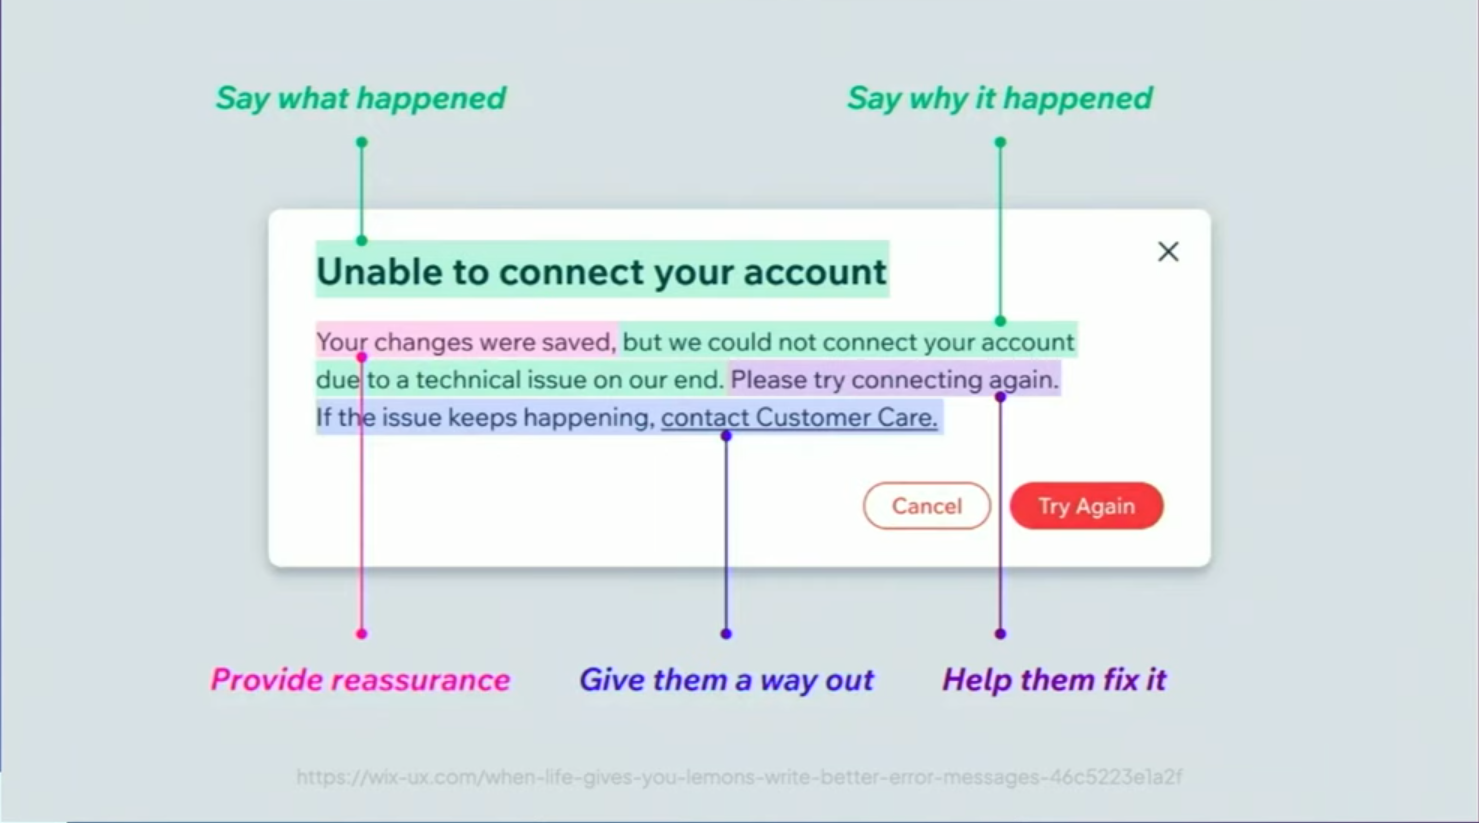 Say what happened
Say why it happened
Unable to connect your account
Your changes were saved, but we could not connect your account
due to a technical issue on our end. Please try connecting again.
If the issue keeps happening, contact Customer Care.
Cancel
Try Again
Provide reassurance
Give them a way out
Help them fix it
https://wix-ux.com/when-life-gives-you-lemons-write-better-error-messages-46c5223e1a2f